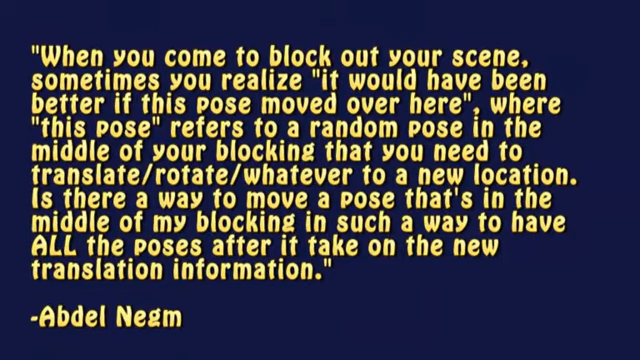 "When you come to block out your scene,
sometimes you realize "it would have been
better if this pose moved over here", where
"this pose" refers to a random pose in the
middle of your blocking that you need to
translate/rotate/whatever to a new location.
Is there a way to move a pose that's in the
middle of my blocking in such a way to have
ALL the poses after it take on the new
translation information."
-Abdel Negm